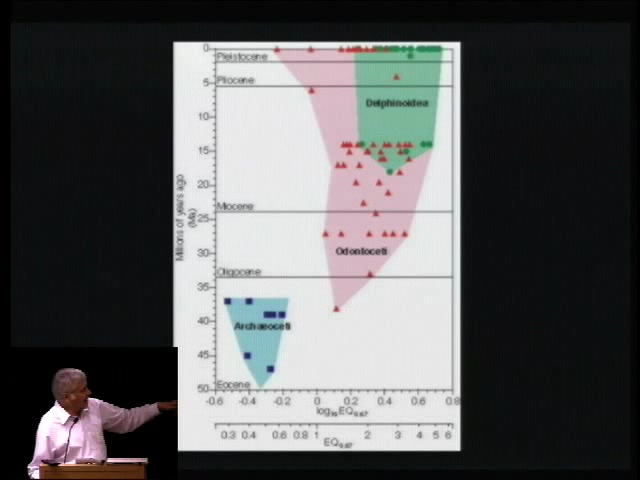 0
Pleistocene
5
Pliocene
Delphinoidea
10
15
20
Miocene
25
30
Odontoceti
Oligocene
35
40
Archaeoceti
45
50
Eocene
Millions of years ago
(Ma)
-0.6 -0.4 -0.2 0 0.2 0.4 0.6 0.8
log10EQ0.67
0.3 0.4 0.6 0.8 1 2 3 4 5 6
EQ0.67